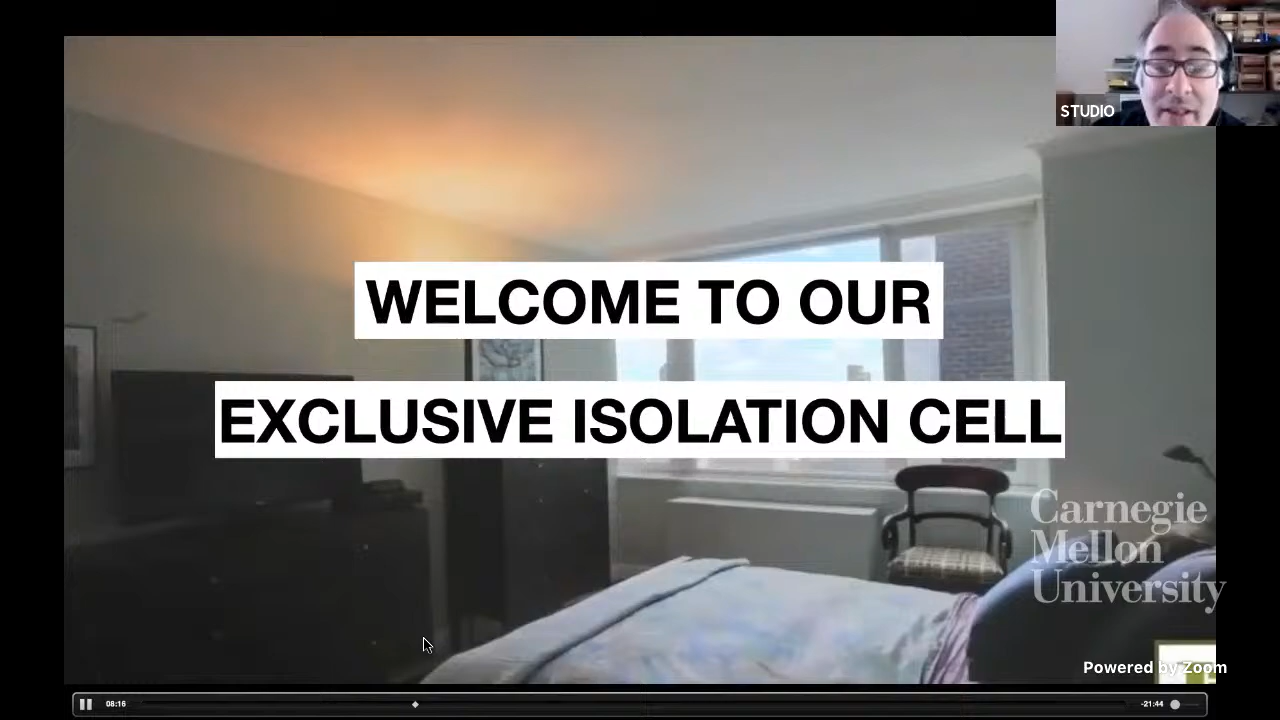 STUDIO
WELCOME TO OUR
EXCLUSIVE ISOLATION CELL
Carnegie
Mellon
University
Powered by Zoom
08:16
-21:44